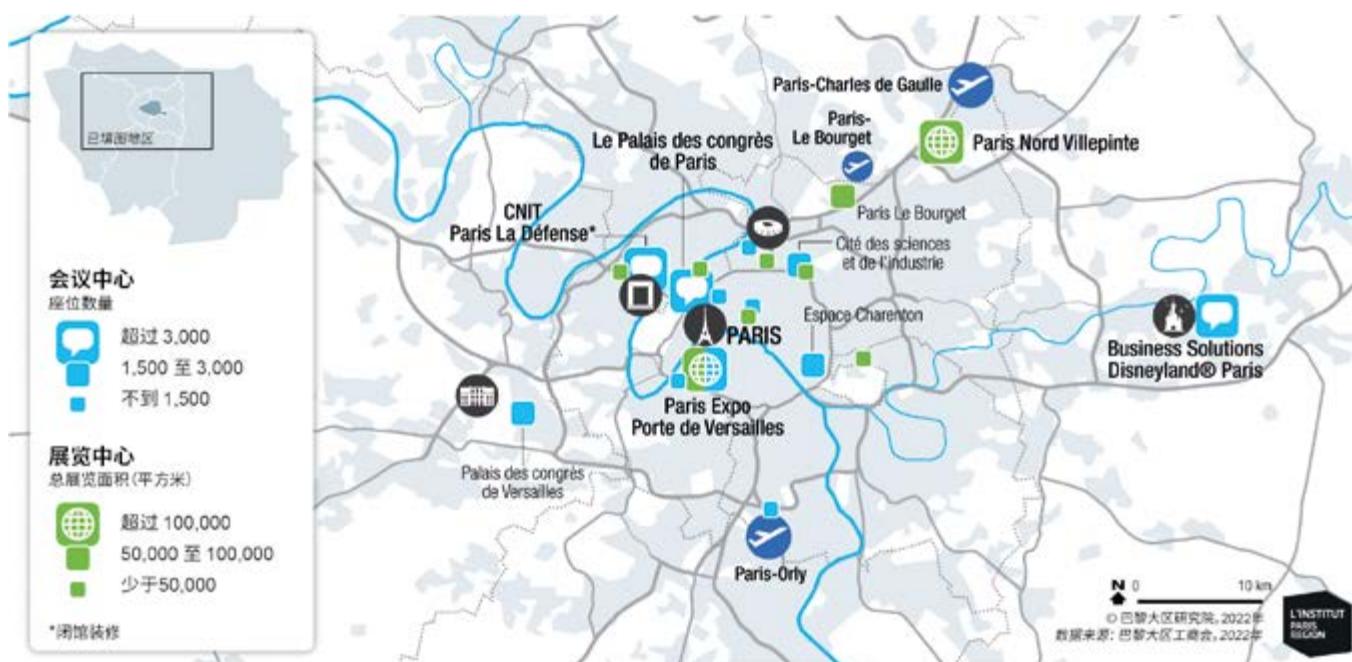 巴黎地区
会议中心
座位数量
超过 3,000
1,500 至 3,000
不到 1,500
展览中心
总展览面积(平方米)
超过 100,000
50,000 至 100,000
少于50,000
*闭馆装修
Paris-Charles de Gaulle
Paris-
Le Bourget
Paris Nord Villepinte
Le Palais des congrès
de Paris
Paris Le Bourget
CNIT
Paris La Défense*
Cité des sciences
et de l'industrie
Espace Charenton
PARIS
Business Solutions
Disneyland® Paris
Paris Expo
Porte de Versailles
Palais des congrès
de Versailles
Paris-Orly
N 0 10 km
© 巴黎大区研究院, 2022年
数据来源: 巴黎大区工商会, 2022年
L'INSTITUT
PARIS
REGION